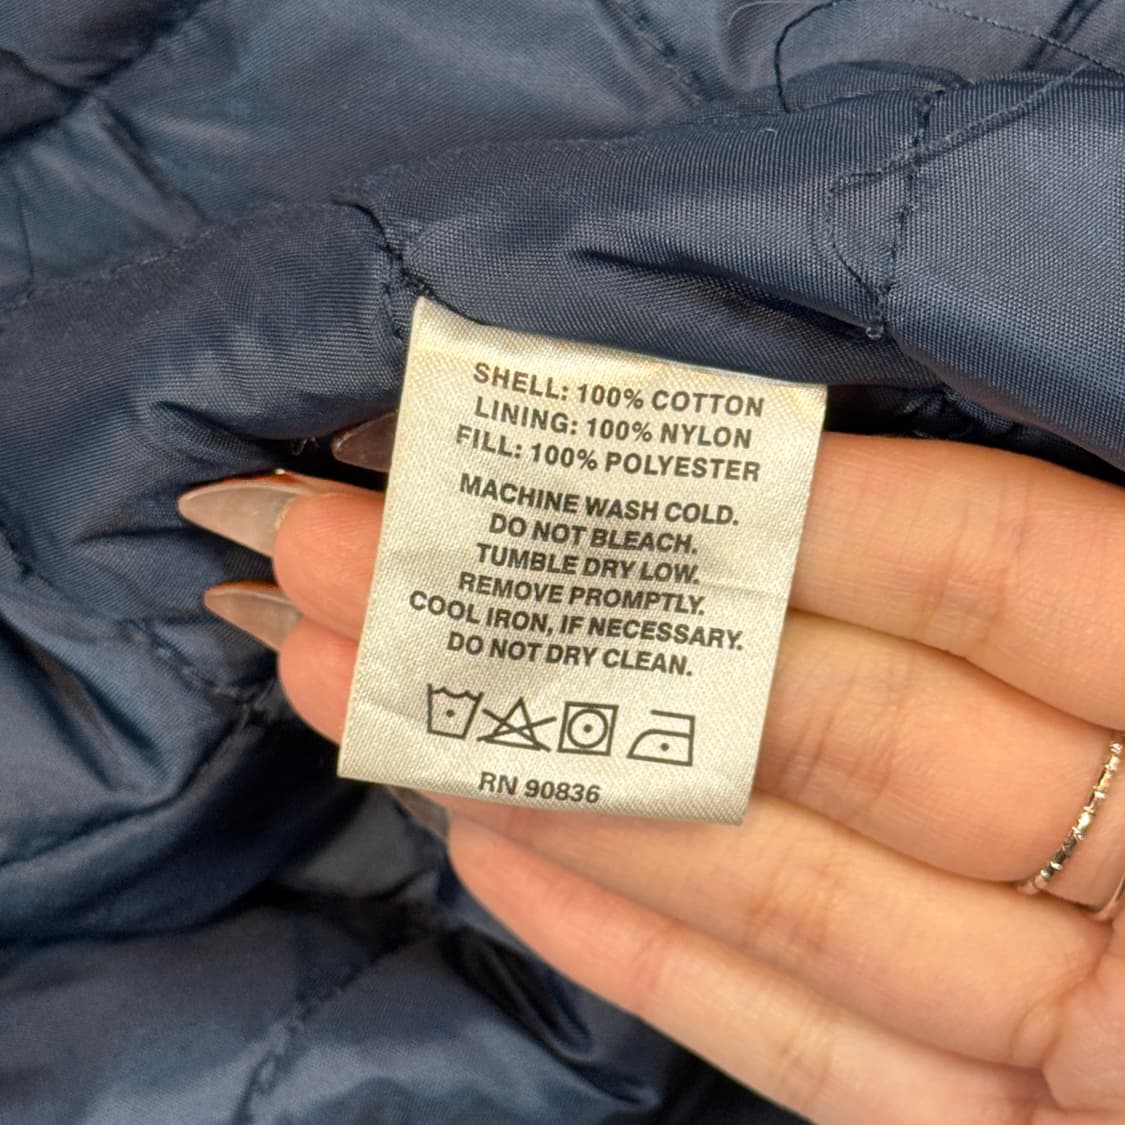 SHELL: 100% COTTON
LINING: 100% NYLON
FILL: 100% POLYESTER
MACHINE WASH COLD.
DO NOT BLEACH.
TUMBLE DRY LOW.
REMOVE PROMPTLY.
COOL IRON, IF NECESSARY.
DO NOT DRY CLEAN.
RN 90836